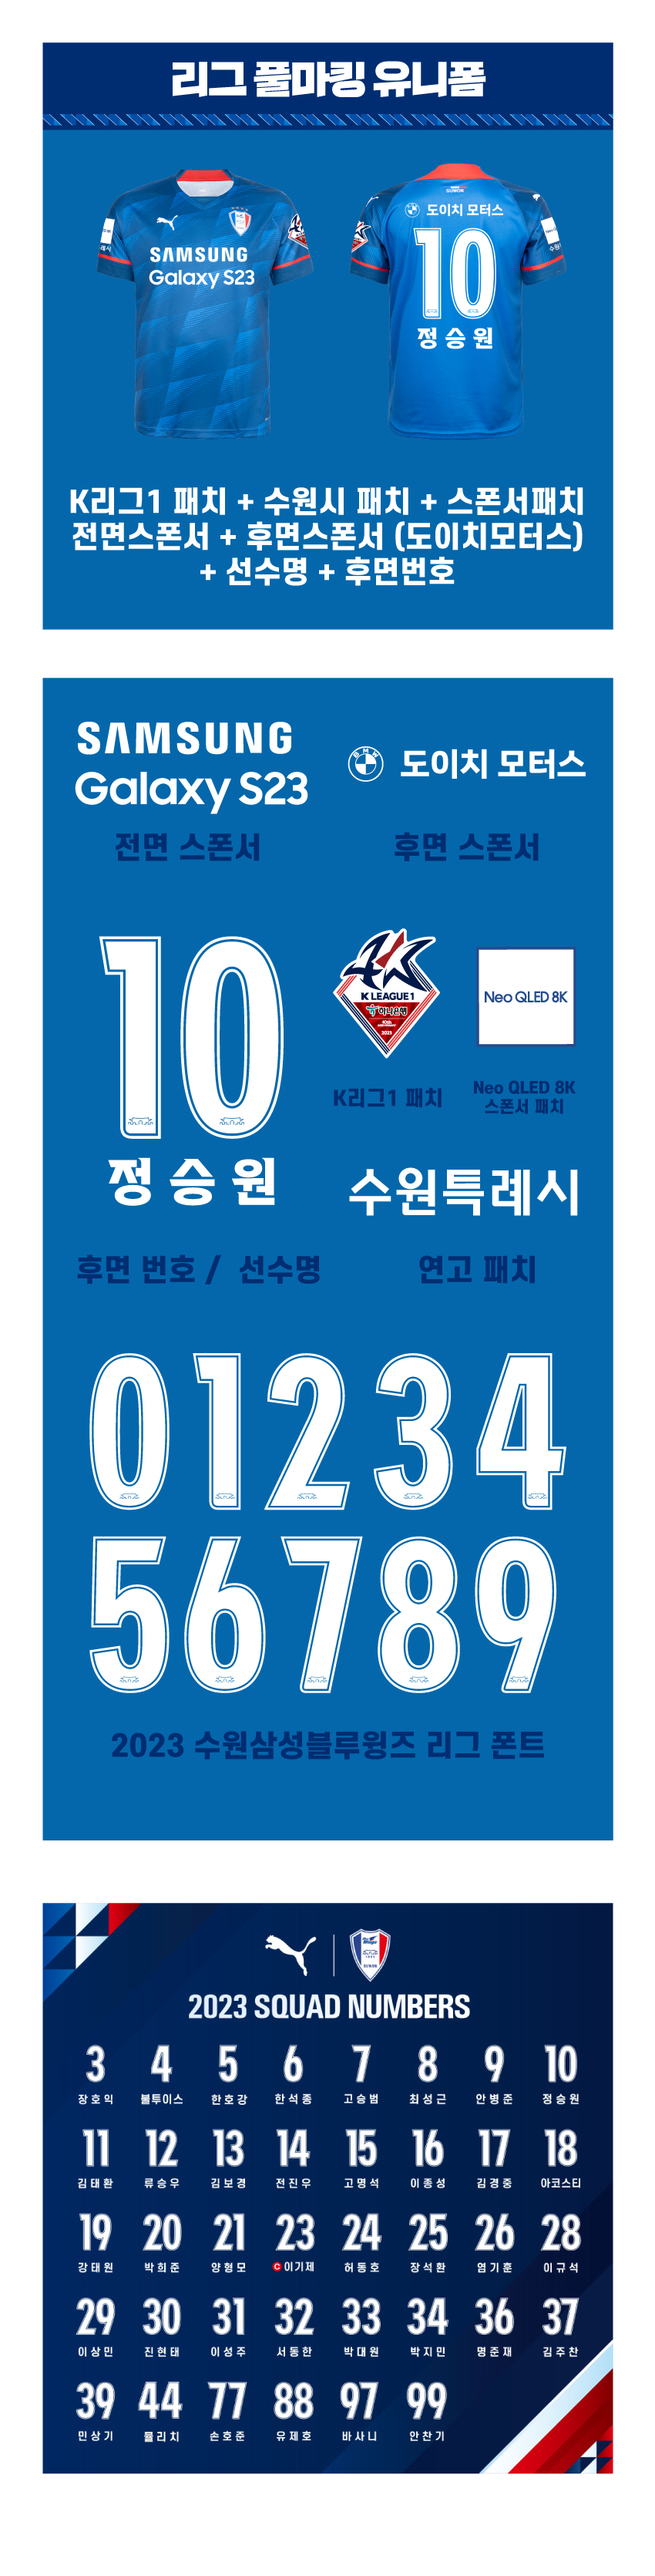 리그 풀마킹 유니폼
SAMSUNG
Galaxy S23
도이치 모터스
10
정승원
K리그1 패치 + 수원시 패치 + 스폰서패치
전면스폰서 + 후면스폰서 (도이치모터스)
+ 선수명 + 후면번호
SAMSUNG
Galaxy S23
BMW
도이치 모터스
전면 스폰서
후면 스폰서
10
K LEAGUE 1
하나은행
2023
Neo QLED 8K
K리그1 패치
Neo QLED 8K
스폰서 패치
정승원
수원특례시
후면 번호 / 선수명
연고 패치
01234
56789
2023 수원삼성블루윙즈 리그 폰트
2023 SQUAD NUMBERS
3 4 5 6 7 8 9 10
장호익 불투이스 한호강 한석종 고승범 최성근 안병준 정승원
11 12 13 14 15 16 17 18
김태환 류승우 김보경 전진우 고명석 이종성 김경중 아코스티
19 20 21 23 24 25 26 28
강태원 박희준 양형모 C이기제 허동호 장석환 염기훈 이규석
29 30 31 32 33 34 36 37
이상민 진현태 이성주 서동한 박대원 박지민 명준재 김주찬
39 44 77 88 97 99
민상기 뮬리치 손호준 유제호 바사니 안찬기